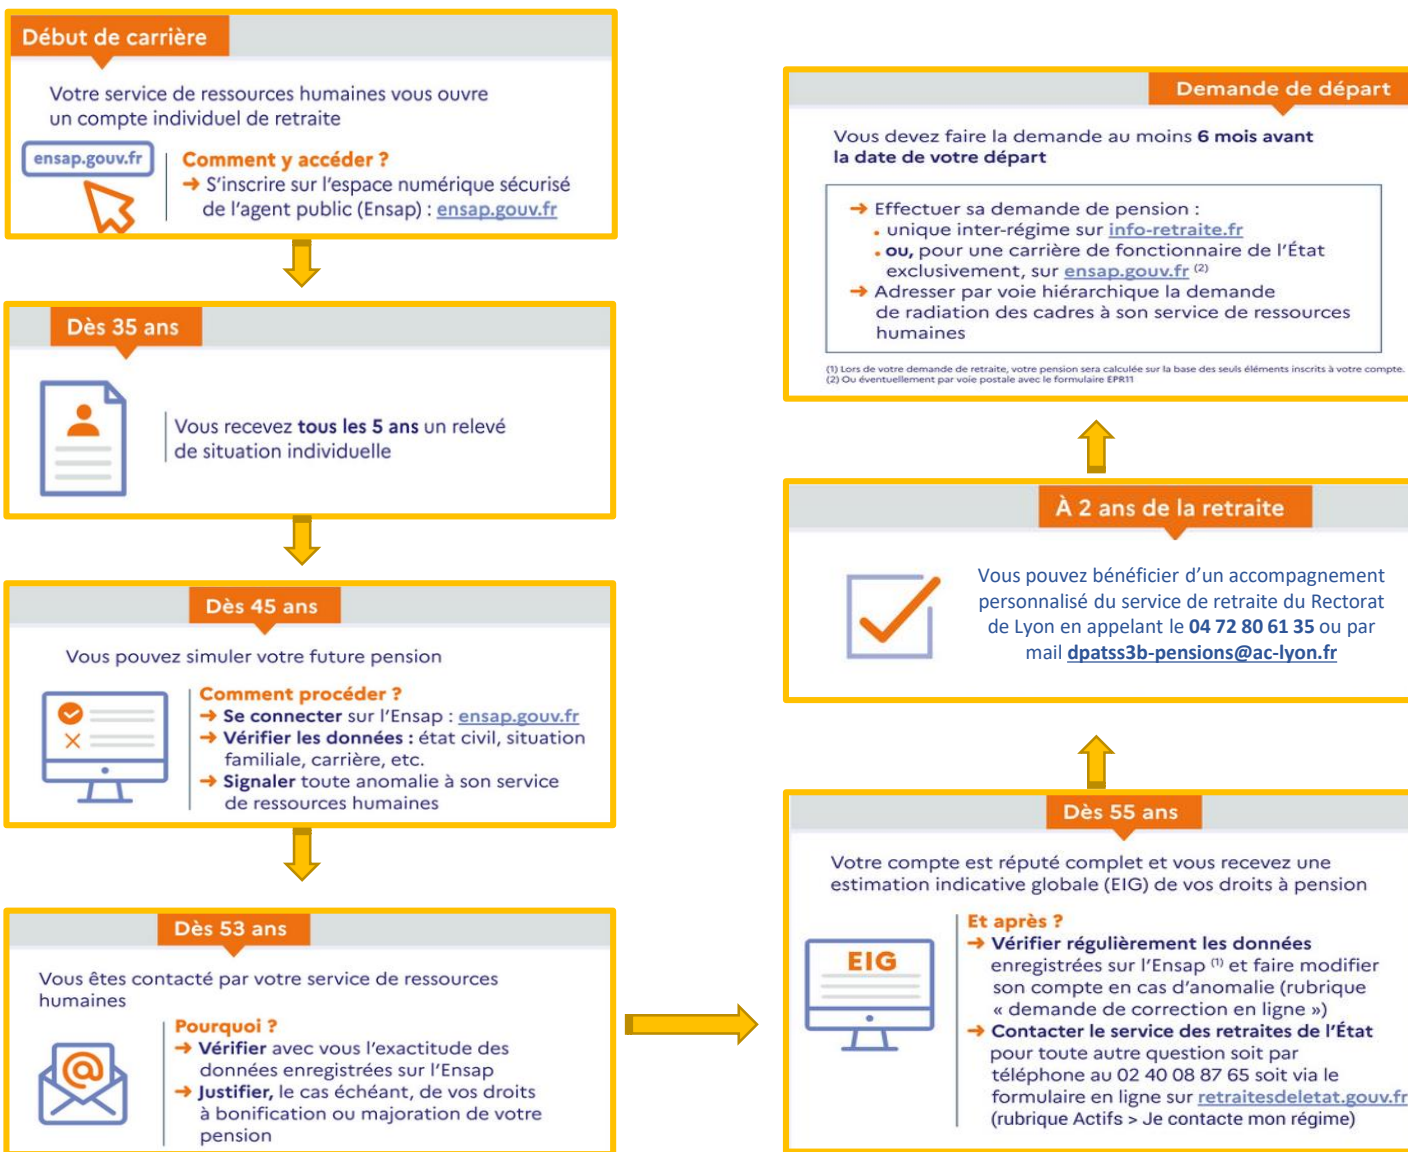 Début de carrière
Votre service de ressources humaines vous ouvre
un compte individuel de retraite
ensap.gouv.fr
Comment y accéder ?
→ S'inscrire sur l'espace numérique sécurisé
de l'agent public (Ensap) : ensap.gouv.fr
Dès 35 ans
Vous recevez tous les 5 ans un relevé
de situation individuelle
Dès 45 ans
Vous pouvez simuler votre future pension
Comment procéder ?
→ Se connecter sur l'Ensap : ensap.gouv.fr
→ Vérifier les données : état civil, situation
familiale, carrière, etc.
→ Signaler toute anomalie à son service
de ressources humaines
Dès 53 ans
Vous êtes contacté par votre service de ressources
humaines
@
Pourquoi ?
→ Vérifier avec vous l'exactitude des
données enregistrées sur l'Ensap
→ Justifier, le cas échéant, de vos droits
à bonification ou majoration de votre
pension
Dès 55 ans
Votre compte est réputé complet et vous recevez une
estimation indicative globale (EIG) de vos droits à pension
EIG
Et après ?
→ Vérifier régulièrement les données
enregistrées sur l'Ensap (1) et faire modifier
son compte en cas d'anomalie (rubrique
« demande de correction en ligne »)
→ Contacter le service des retraites de l'État
pour toute autre question soit par
téléphone au 02 40 08 87 65 soit via le
formulaire en ligne sur retraitesdeletat.gouv.fr
(rubrique Actifs > Je contacte mon régime)
À 2 ans de la retraite
Vous pouvez bénéficier d'un accompagnement
personnalisé du service de retraite du Rectorat
de Lyon en appelant le 04 72 80 61 35 ou par
mail dpatss3b-pensions@ac-lyon.fr
Demande de départ
Vous devez faire la demande au moins 6 mois avant
la date de votre départ
→ Effectuer sa demande de pension :
• unique inter-régime sur info-retraite.fr
• ou, pour une carrière de fonctionnaire de l'État
exclusivement, sur ensap.gouv.fr (2)
→ Adresser par voie hiérarchique la demande
de radiation des cadres à son service de ressources
humaines
(1) Lors de votre demande de retraite, votre pension sera calculée sur la base des seuls éléments inscrits à votre compte.
(2) Ou éventuellement par voie postale avec le formulaire EPR11